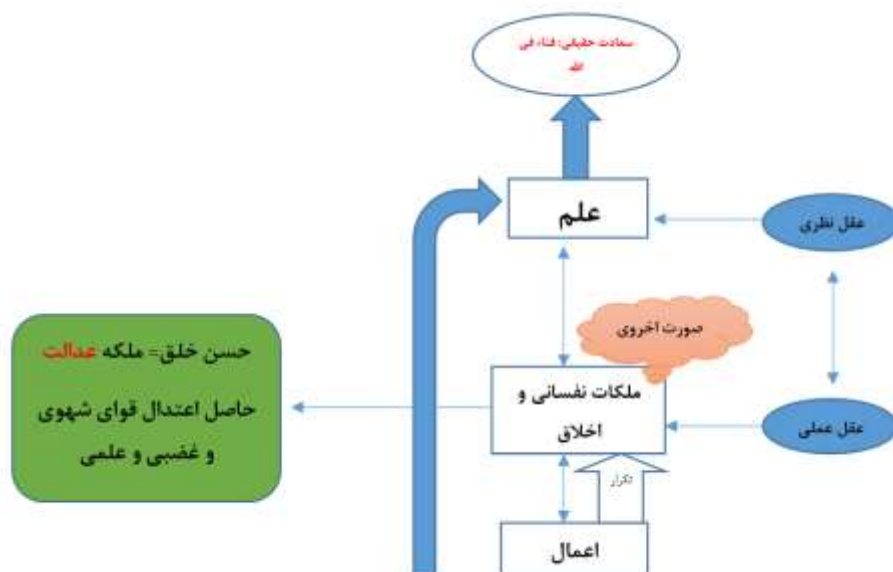 سعادت حقیقی: فناء فی
الله
علم
عقل نظری
صورت اخروی
حسن خلق= ملکه عدالت
حاصل اعتدال قوای شهوی
و غضبی و علمی
ملکات نفسانی و
اخلاق
عقل عملی
تکرار
اعمال